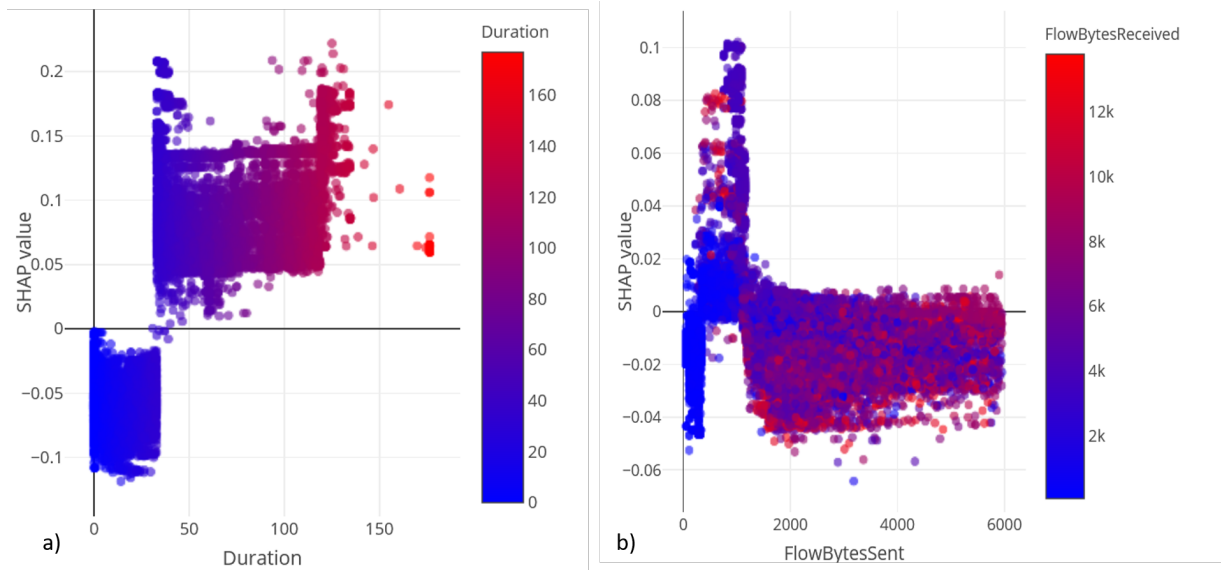 Duration
0.2
0.15
0.1
0.05
0
−0.05
−0.1
SHAP value
0
50
100
150
Duration
160
140
120
100
80
60
40
20
0
a)
FlowBytesReceived
0.1
0.08
0.06
0.04
0.02
0
−0.02
−0.04
−0.06
SHAP value
0
2000
4000
6000
FlowBytesSent
12k
10k
8k
6k
4k
2k
b)